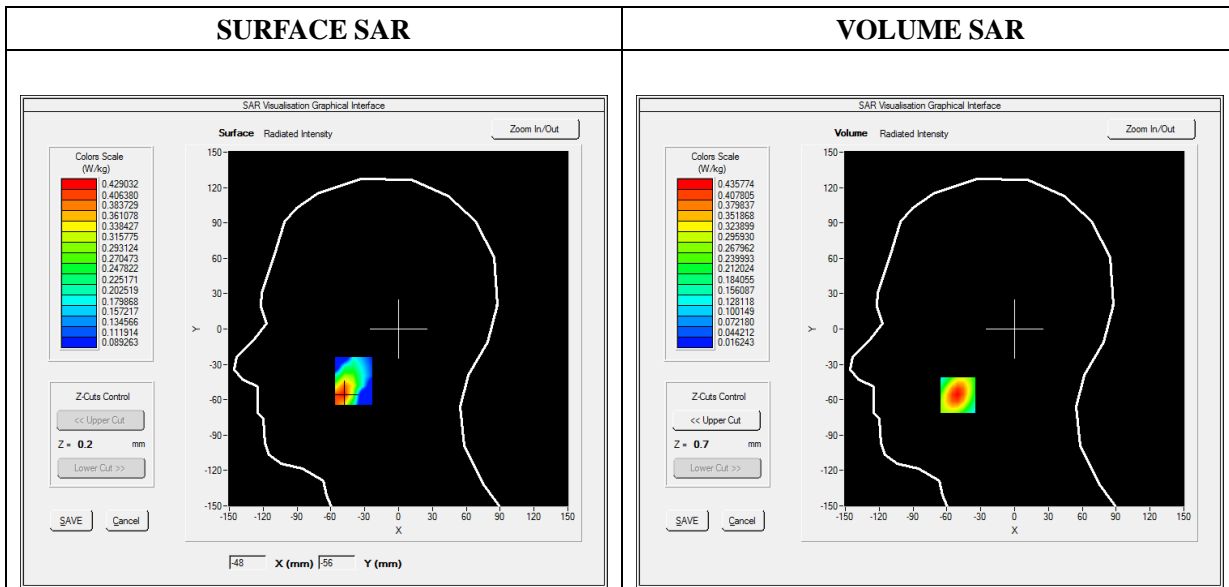 SURFACE SAR
VOLUME SAR
SAR Visualisation Graphical Interface
Surface Radiated Intensity
Zoom In/Out
Colors Scale
(W/kg)
0.429032
0.406380
0.383729
0.361078
0.338427
0.315775
0.293124
0.270473
0.247822
0.225171
0.202519
0.179868
0.157217
0.134566
0.111914
0.089263
Z-Cuts Control
<< Upper Cut
Z = 0.2 mm
Lower Cut >>
SAVE Cancel
150
120
90
60
30
0
-30
-60
-90
-120
-150
Y
-150 -120 -90 -60 -30 0 30 60 90 120 150
X
-48 X (mm) -56 Y (mm)
SAR Visualisation Graphical Interface
Volume Radiated Intensity
Zoom In/Out
Colors Scale
(W/kg)
0.435774
0.407805
0.379837
0.351868
0.323899
0.295930
0.267962
0.239993
0.212024
0.184055
0.156087
0.128118
0.100149
0.072180
0.044212
0.016243
Z-Cuts Control
<< Upper Cut
Z = 0.7 mm
Lower Cut >>
SAVE Cancel
150
120
90
60
30
0
-30
-60
-90
-120
-150
Y
-150 -120 -90 -60 -30 0 30 60 90 120 150
X